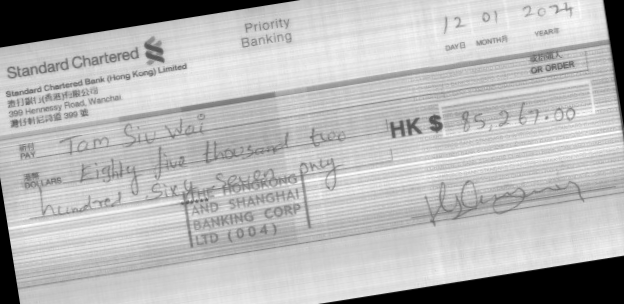 Standard Chartered
Priority
Banking
12 01 2024
DAY日 MONTH月 YEAR年
Standard Chartered Bank (Hong Kong) Limited
渣打銀行(香港)有限公司
399 Hennessy Road, Wanchai
灣仔軒尼詩道 399 號
或持票人
OR ORDER
祈付
PAY Tam Siu Wai
港幣
DOLLARS Eighty five thousand two
HK $ 85,267.00
hundred Sixty Seven only
THE HONGKONG
AND SHANGHAI
BANKING CORP
LTD (004)